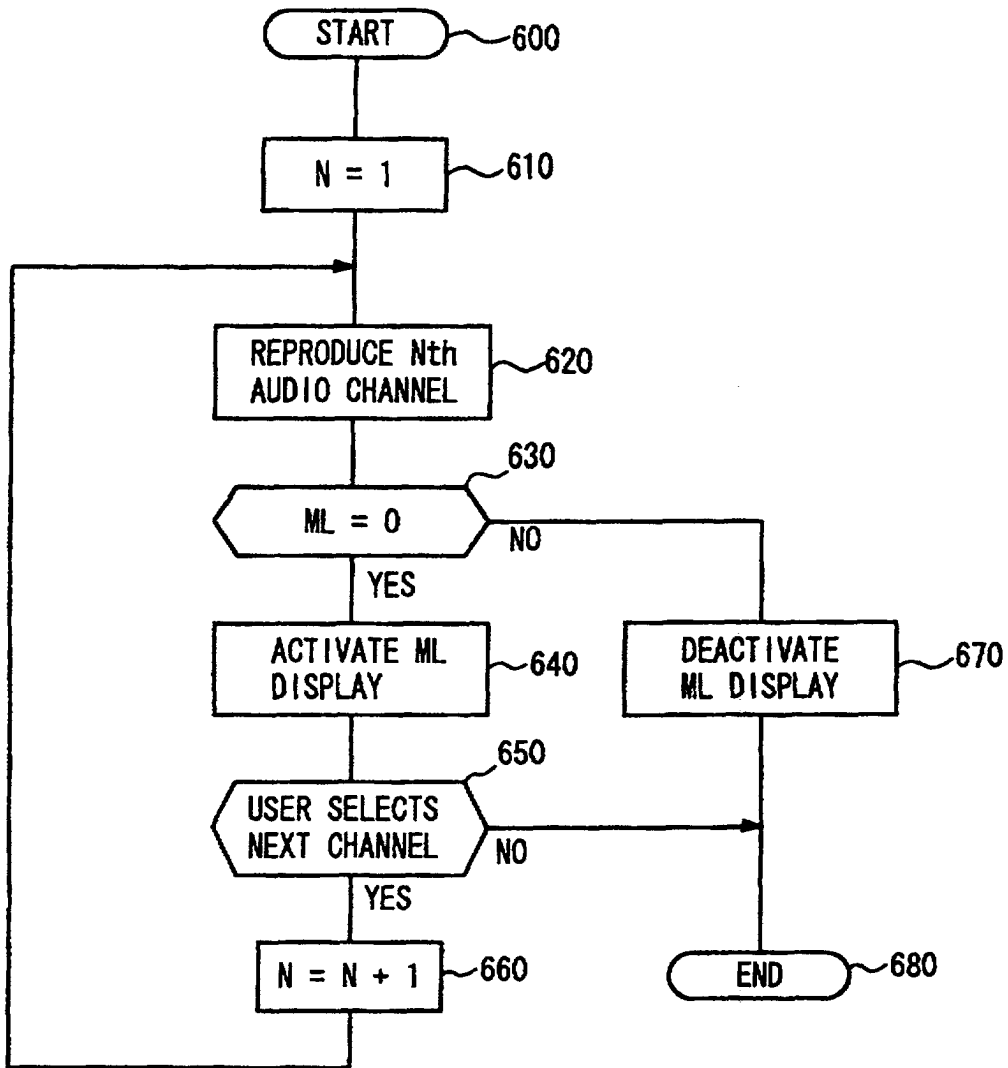 START
600
N = 1
610
REPRODUCE Nth
AUDIO CHANNEL
620
630
ML = 0
NO
YES
ACTIVATE ML
DISPLAY
640
DEACTIVATE
ML DISPLAY
670
650
USER SELECTS
NEXT CHANNEL
NO
YES
N = N + 1
660
END
680